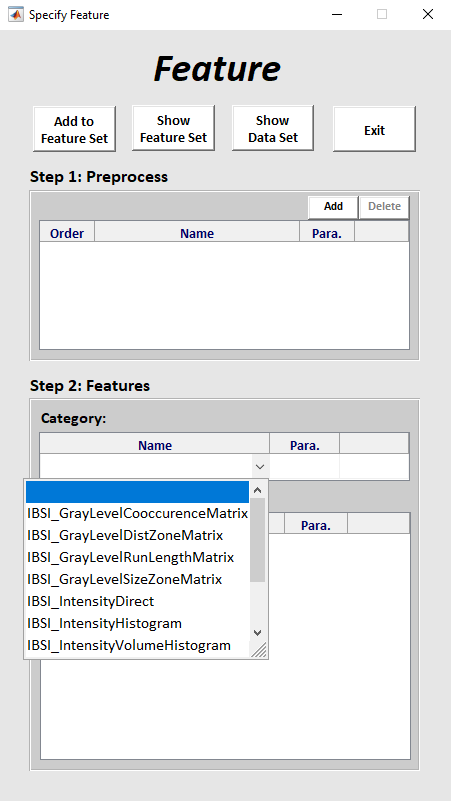 Specify Feature
Feature
Add to
Feature Set
Show
Feature Set
Show
Data Set
Exit
Step 1: Preprocess
Add
Delete
Order Name Para.
Step 2: Features
Category:
Name Para.
IBSI_GrayLevelCooccurenceMatrix
IBSI_GrayLevelDistZoneMatrix
Para.
IBSI_GrayLevelRunLengthMatrix
IBSI_GrayLevelSizeZoneMatrix
IBSI_IntensityDirect
IBSI_IntensityHistogram
IBSI_IntensityVolumeHistogram